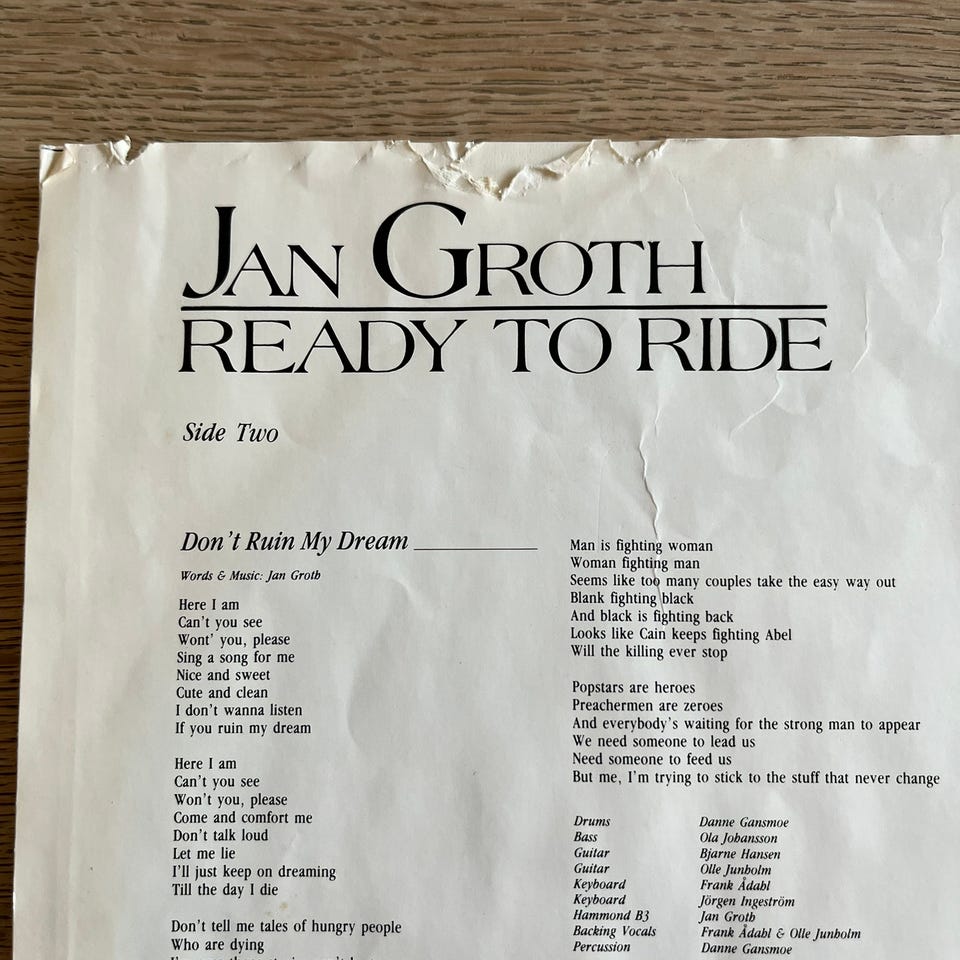 JAN GROTH
READY TO RIDE
Side Two
Don't Ruin My Dream
Words & Music: Jan Groth
Here I am
Can't you see
Wont' you, please
Sing a song for me
Nice and sweet
Cute and clean
I don't wanna listen
If you ruin my dream
Here I am
Can't you see
Won't you, please
Come and comfort me
Don't talk loud
Let me lie
I'll just keep on dreaming
Till the day I die
Don't tell me tales of hungry people
Who are dying
Man is fighting woman
Woman fighting man
Seems like too many couples take the easy way out
Blank fighting black
And black is fighting back
Looks like Cain keeps fighting Abel
Will the killing ever stop
Popstars are heroes
Preachermen are zeroes
And everybody's waiting for the strong man to appear
We need someone to lead us
Need someone to feed us
But me, I'm trying to stick to the stuff that never change
Drums Danne Gansmoe
Bass Ola Johansson
Guitar Bjarne Hansen
Guitar Olle Junholm
Keyboard Frank Ådahl
Keyboard Jörgen Ingeström
Hammond B3 Jan Groth
Backing Vocals Frank Ådahl & Olle Junholm
Percussion Danne Gansmoe